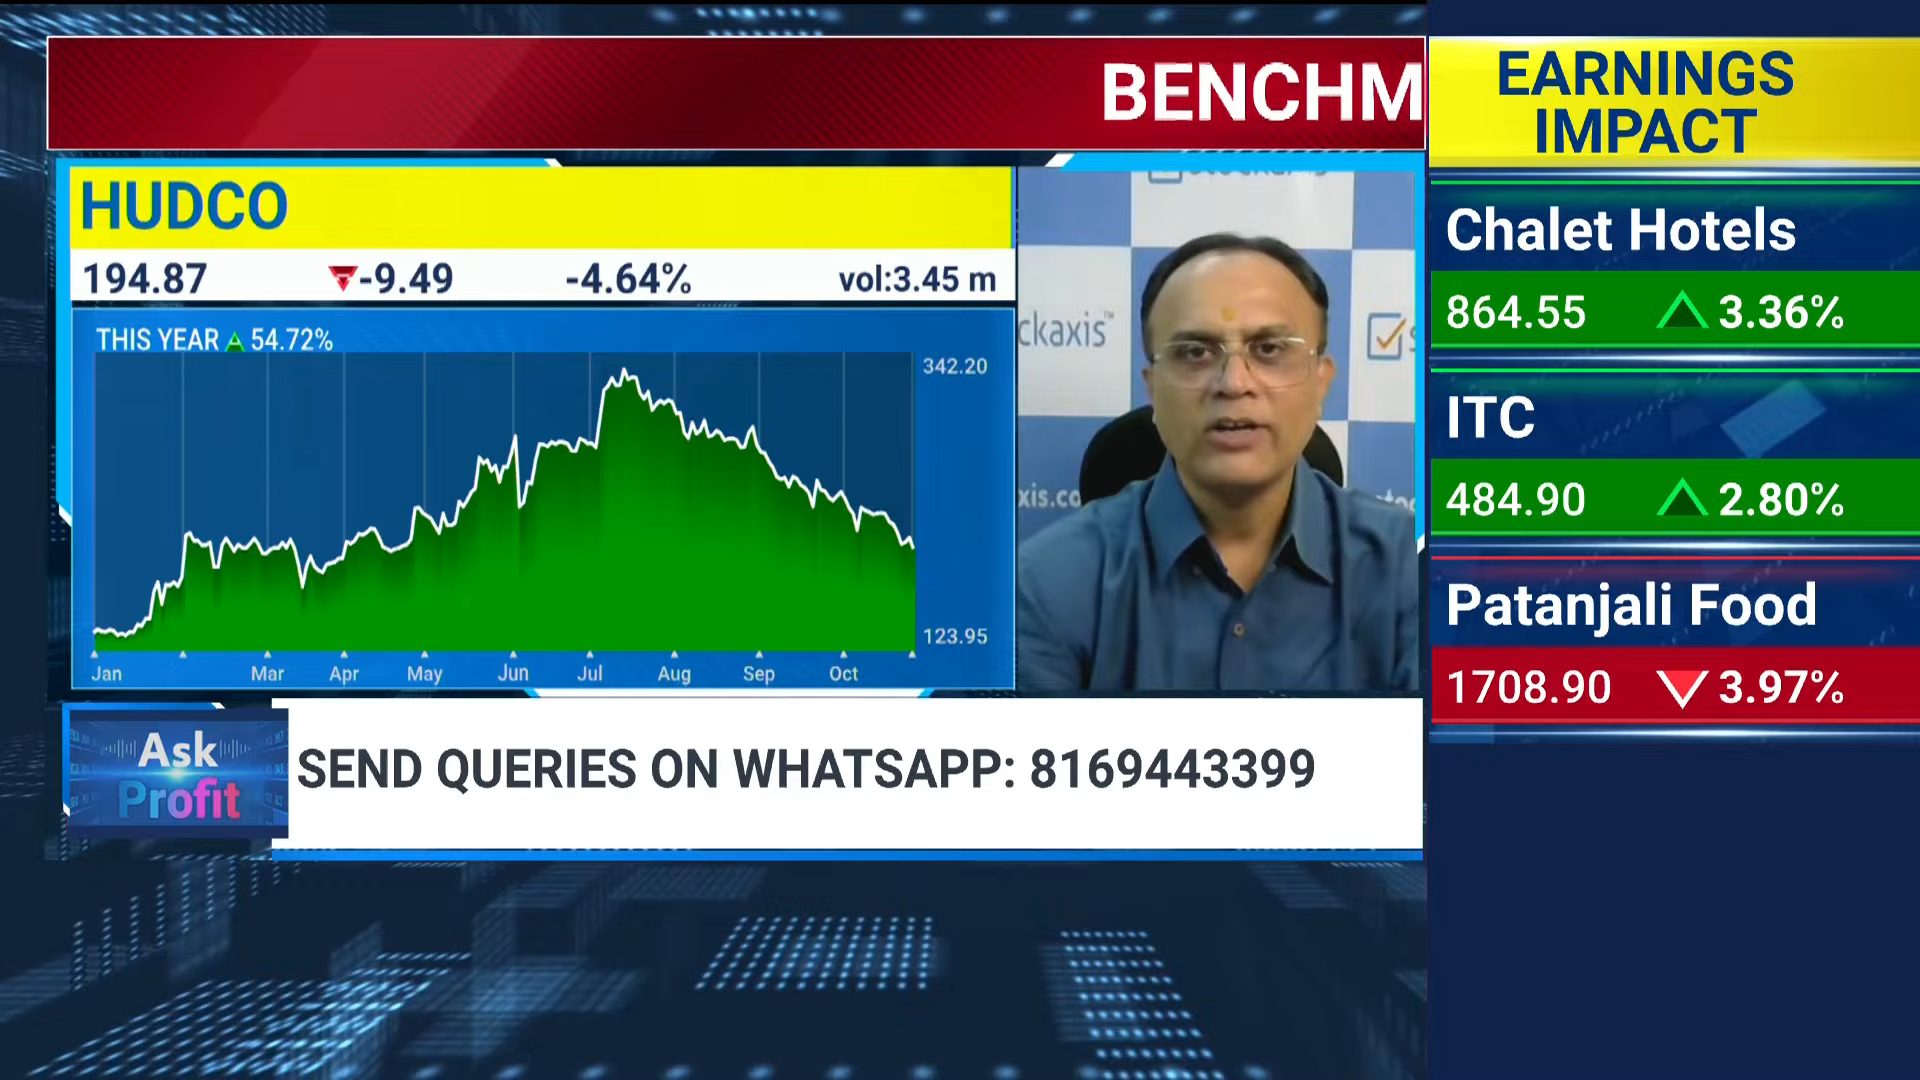 BENCHM
EARNINGS
IMPACT
HUDCO
194.87 -9.49 -4.64% vol:3.45 m
THIS YEAR 54.72%
342.20
123.95
Jan Mar Apr May Jun Jul Aug Sep Oct
ckaxis™
xis.co
Chalet Hotels
864.55 3.36%
ITC
484.90 2.80%
Patanjali Food
1708.90 3.97%
Ask
Profit
SEND QUERIES ON WHATSAPP: 8169443399